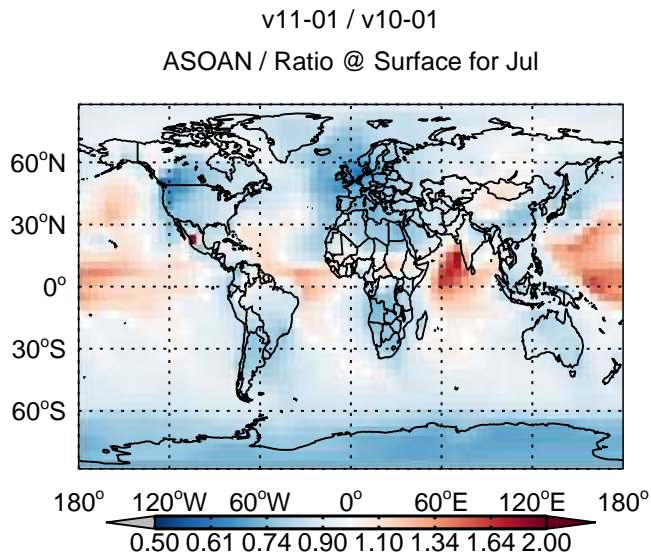 v11-01 / v10-01
ASOAN / Ratio @ Surface for Jul
60°N
30°N
0°
30°S
60°S
180° 120°W 60°W 0° 60°E 120°E 180°
0.50 0.61 0.74 0.90 1.10 1.34 1.64 2.00